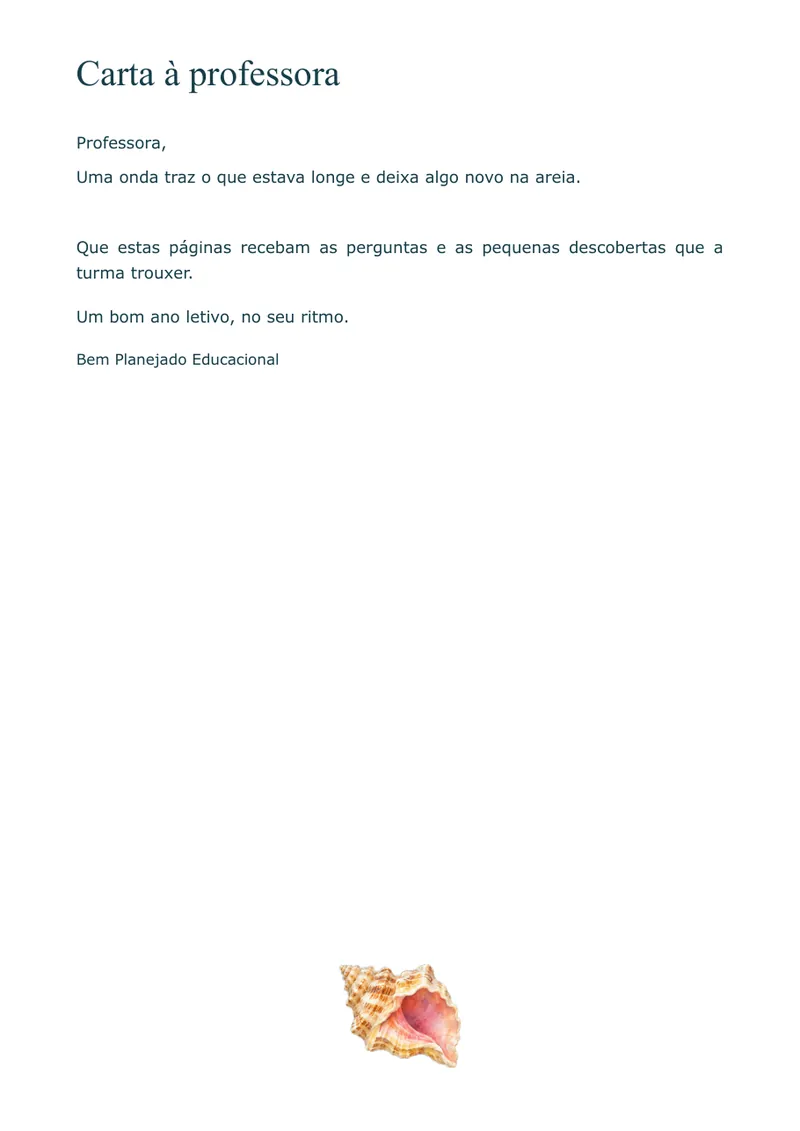 Carta à professora
Professora,
Uma onda traz o que estava longe e deixa algo novo na areia.
Que estas páginas recebam as perguntas e as pequenas descobertas que a
turma trouxer.
Um bom ano letivo, no seu ritmo.
Bem Planejado Educacional